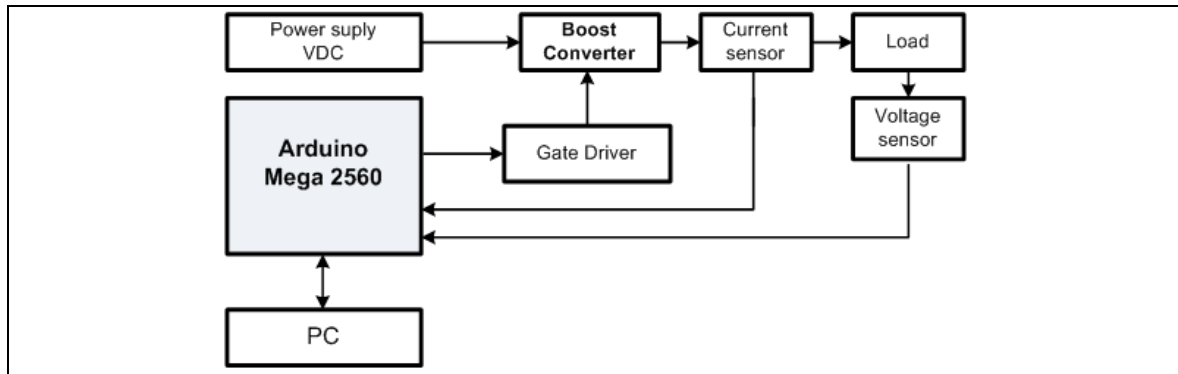 Power suply
VDC
Boost
Converter
Current
sensor
Load
Arduino
Mega 2560
Gate Driver
Voltage
sensor
PC